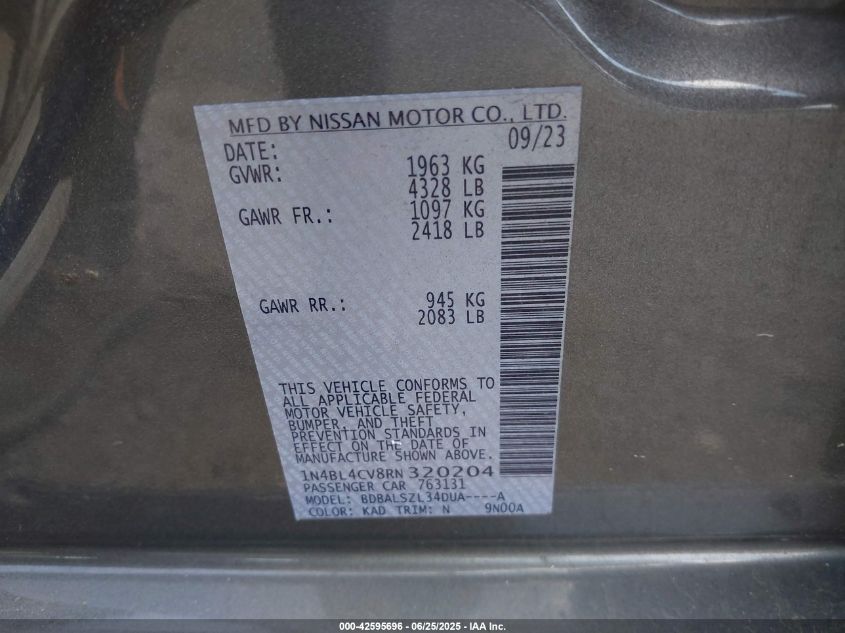 MFD BY NISSAN MOTOR CO., LTD.
DATE: 09/23
GVWR: 1963 KG
4328 LB
GAWR FR.: 1097 KG
2418 LB
GAWR RR.: 945 KG
2083 LB
THIS VEHICLE CONFORMS TO
ALL APPLICABLE FEDERAL
MOTOR VEHICLE SAFETY,
BUMPER, AND THEFT
PREVENTION STANDARDS IN
EFFECT ON THE DATE OF
MANUFACTURE SHOWN ABOVE.
1N4BL4CV8RN320204
PASSENGER CAR 763131
MODEL: BDBALSZL34DUA----A
COLOR: KAD TRIM: N 9N00A
000-42595696 - 06/25/2025 - IAA Inc.